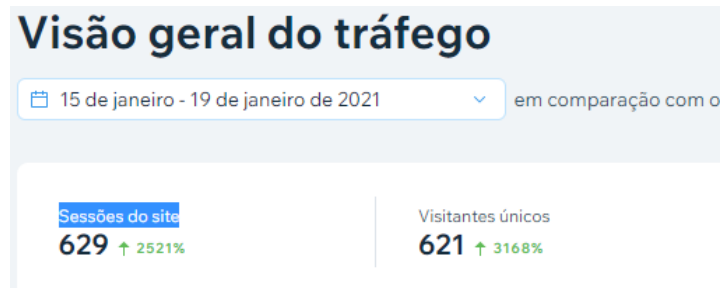 Visão geral do tráfego
15 de janeiro - 19 de janeiro de 2021 em comparação com o
Sessões do site
629 ↑ 2521%
Visitantes únicos
621 ↑ 3168%